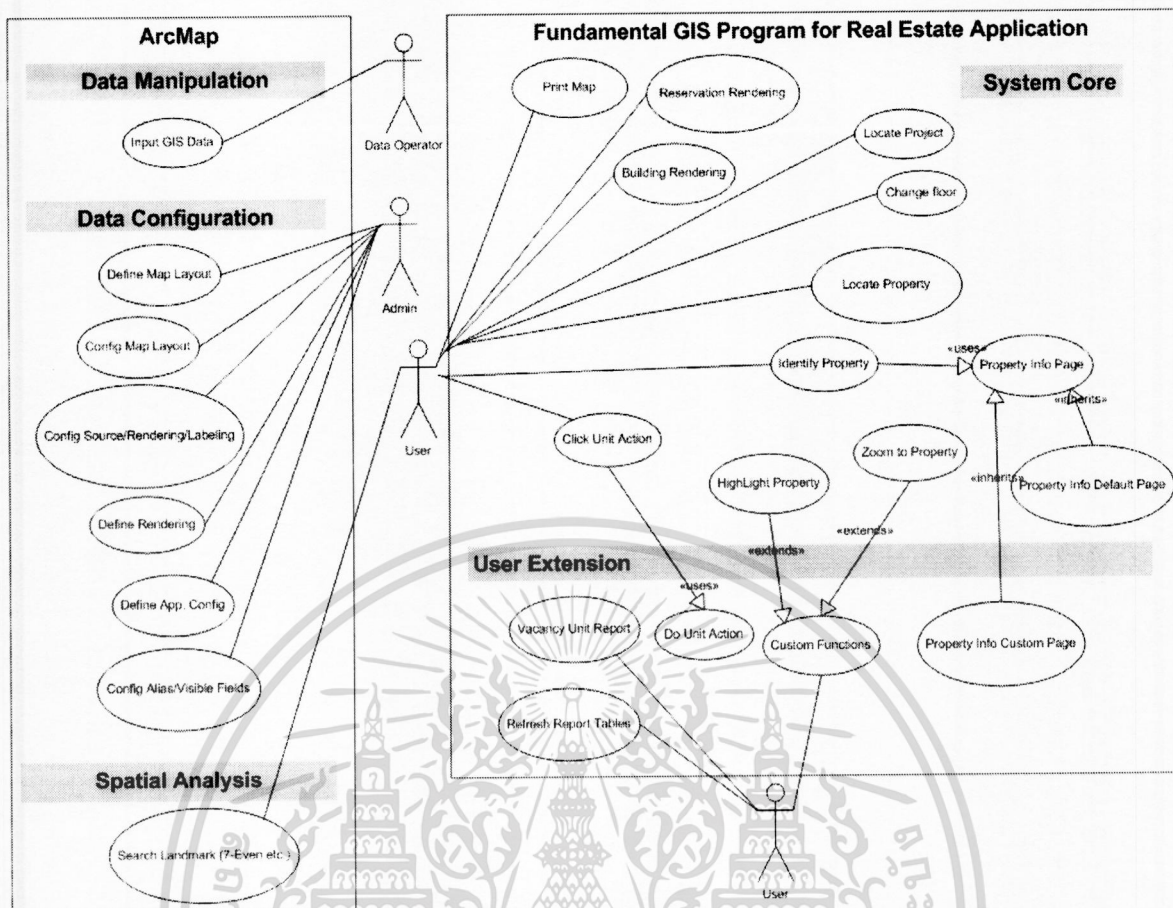 ArcMap
Data Manipulation
Input GIS Data
Data Operator
Data Configuration
Define Map Layout
Config Map Layout
Config Source/Rendering/Labeling
Define Rendering
Define App. Config
Config Alias/Visible Fields
Admin
User
Spatial Analysis
Search Landmark (7-Even etc.)
Fundamental GIS Program for Real Estate Application
System Core
Print Map
Reservation Rendering
Building Rendering
Locate Project
Change floor
Locate Property
Identify Property
«uses»
Property Info Page
«inherits»
Click Unit Action
Zoom to Property
HighLight Property
«inherits»
Property Info Default Page
«extends»
«extends»
User Extension
«uses»
Vacancy Unit Report
Do Unit Action
Custom Functions
Property Info Custom Page
Refresh Report Tables
User